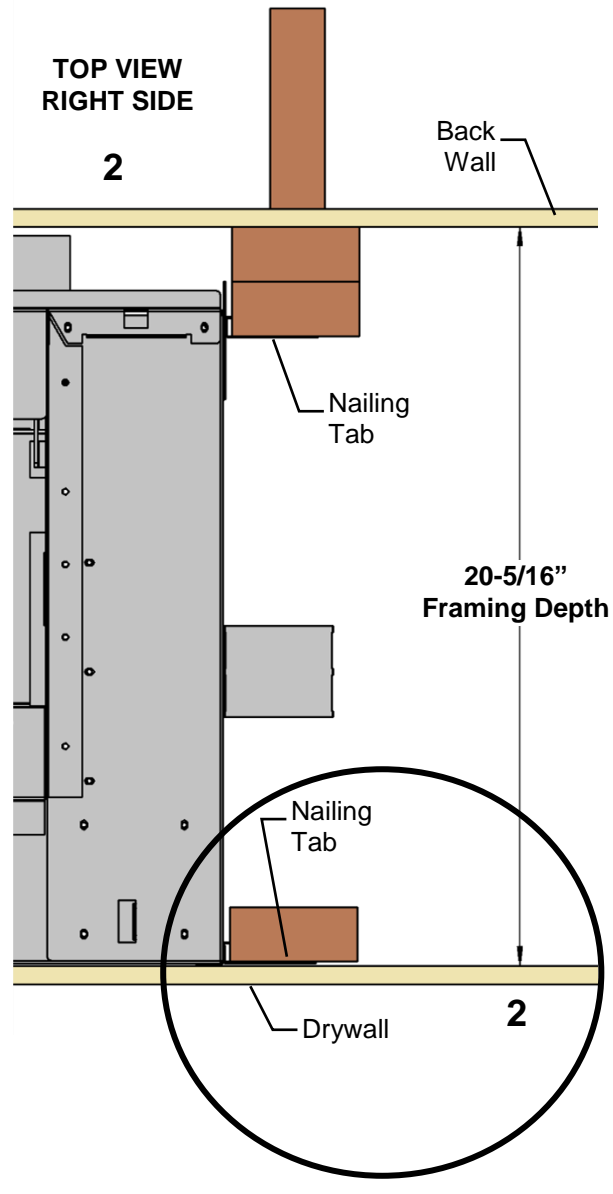 TOP VIEW
RIGHT SIDE
2
Back
Wall
Nailing
Tab
20-5/16”
Framing Depth
Nailing
Tab
Drywall
2